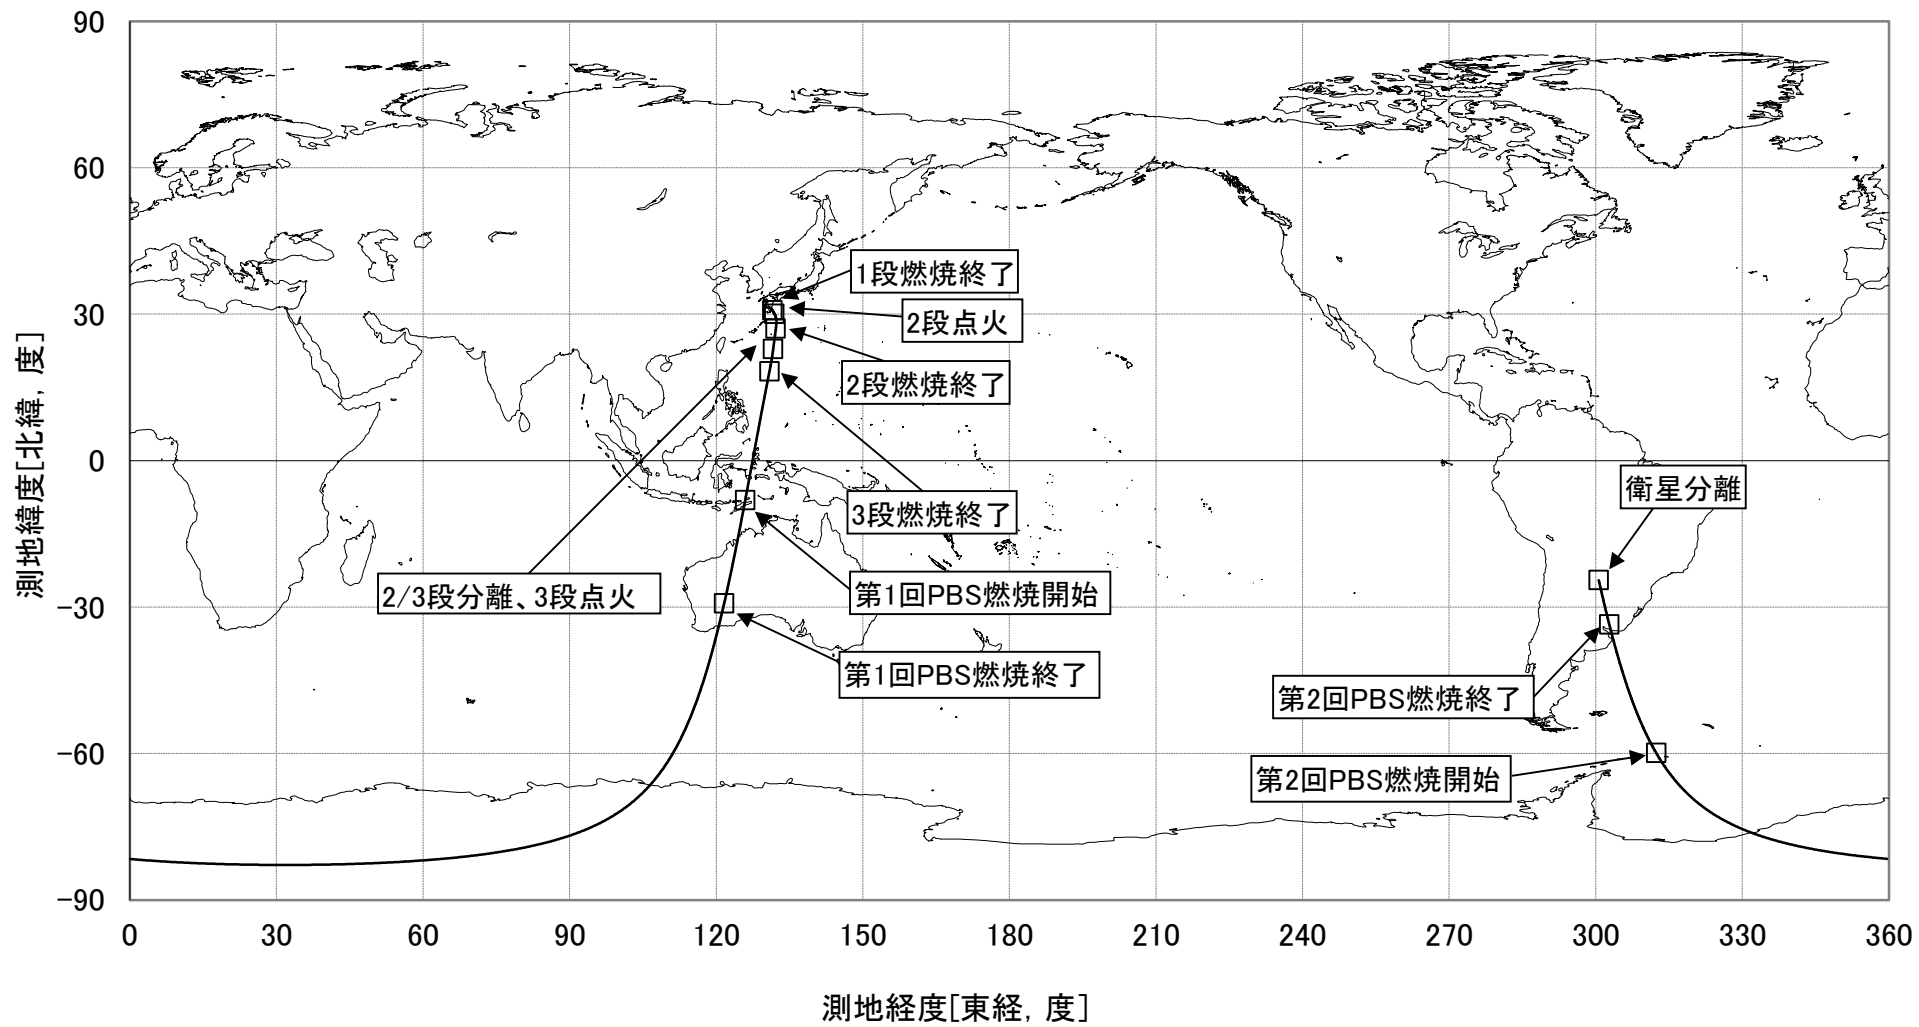 90
60
30
0
−30
−60
−90
測地緯度[北緯, 度]
1段燃焼終了
2段点火
2段燃焼終了
3段燃焼終了
2/3段分離、3段点火
第1回PBS燃焼開始
第1回PBS燃焼終了
衛星分離
第2回PBS燃焼終了
第2回PBS燃焼開始
0 30 60 90 120 150 180 210 240 270 300 330 360
測地経度[東経, 度]